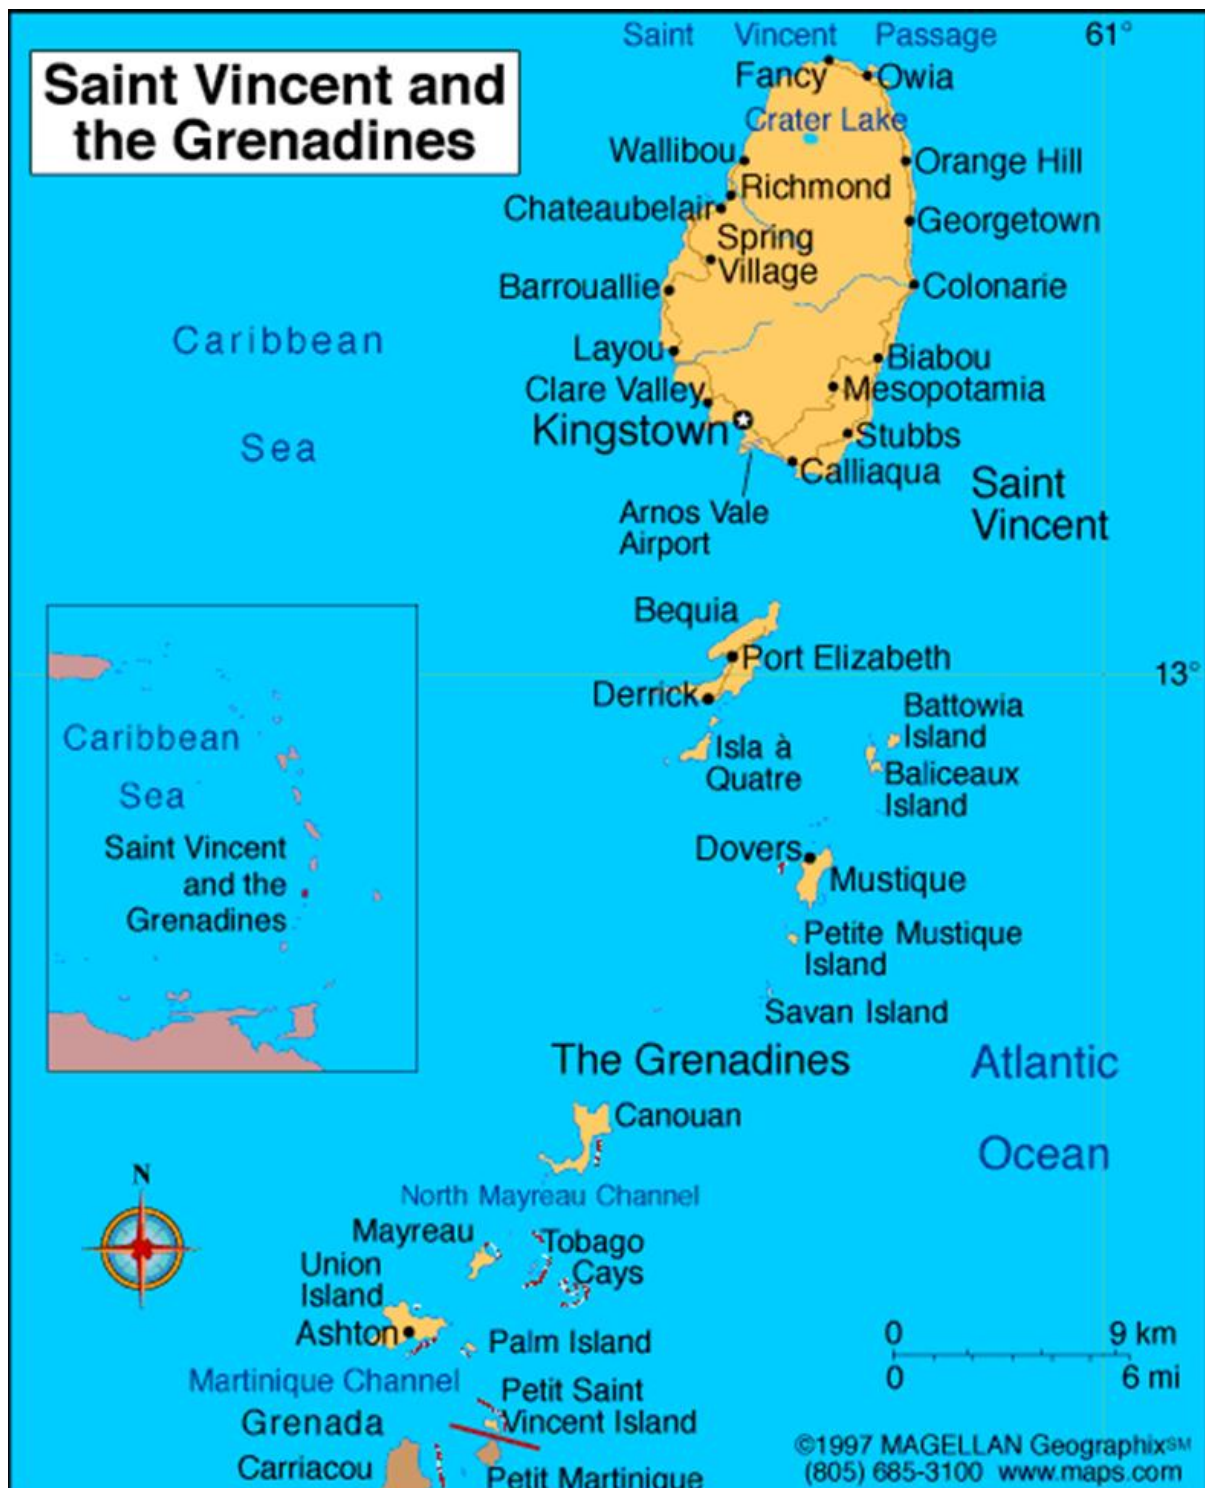 Saint Vincent Passage
61°
Saint Vincent and
the Grenadines
Fancy
Owia
Crater Lake
Wallibou
Orange Hill
Richmond
Chateaubelair
Georgetown
Spring
Village
Barrouallie
Colonarie
Caribbean
Sea
Layou
Biabou
Clare Valley
Mesopotamia
Kingstown
Stubbs
Calliaqua
Saint
Vincent
Arnos Vale
Airport
Bequia
Port Elizabeth
13°
Derrick
Battowia
Island
Isla à
Quatre
Baliceaux
Island
Caribbean
Sea
Saint Vincent
and the
Grenadines
Dovers
Mustique
Petite Mustique
Island
Savan Island
The Grenadines
Atlantic
Ocean
Canouan
N
North Mayreau Channel
Mayreau
Tobago
Cays
Union
Island
Ashton
Palm Island
0 9 km
0 6 mi
Martinique Channel
Petit Saint
Vincent Island
Grenada
Carriacou
Petit Martinique
©1997 MAGELLAN Geographix℠
(805) 685-3100 www.maps.com